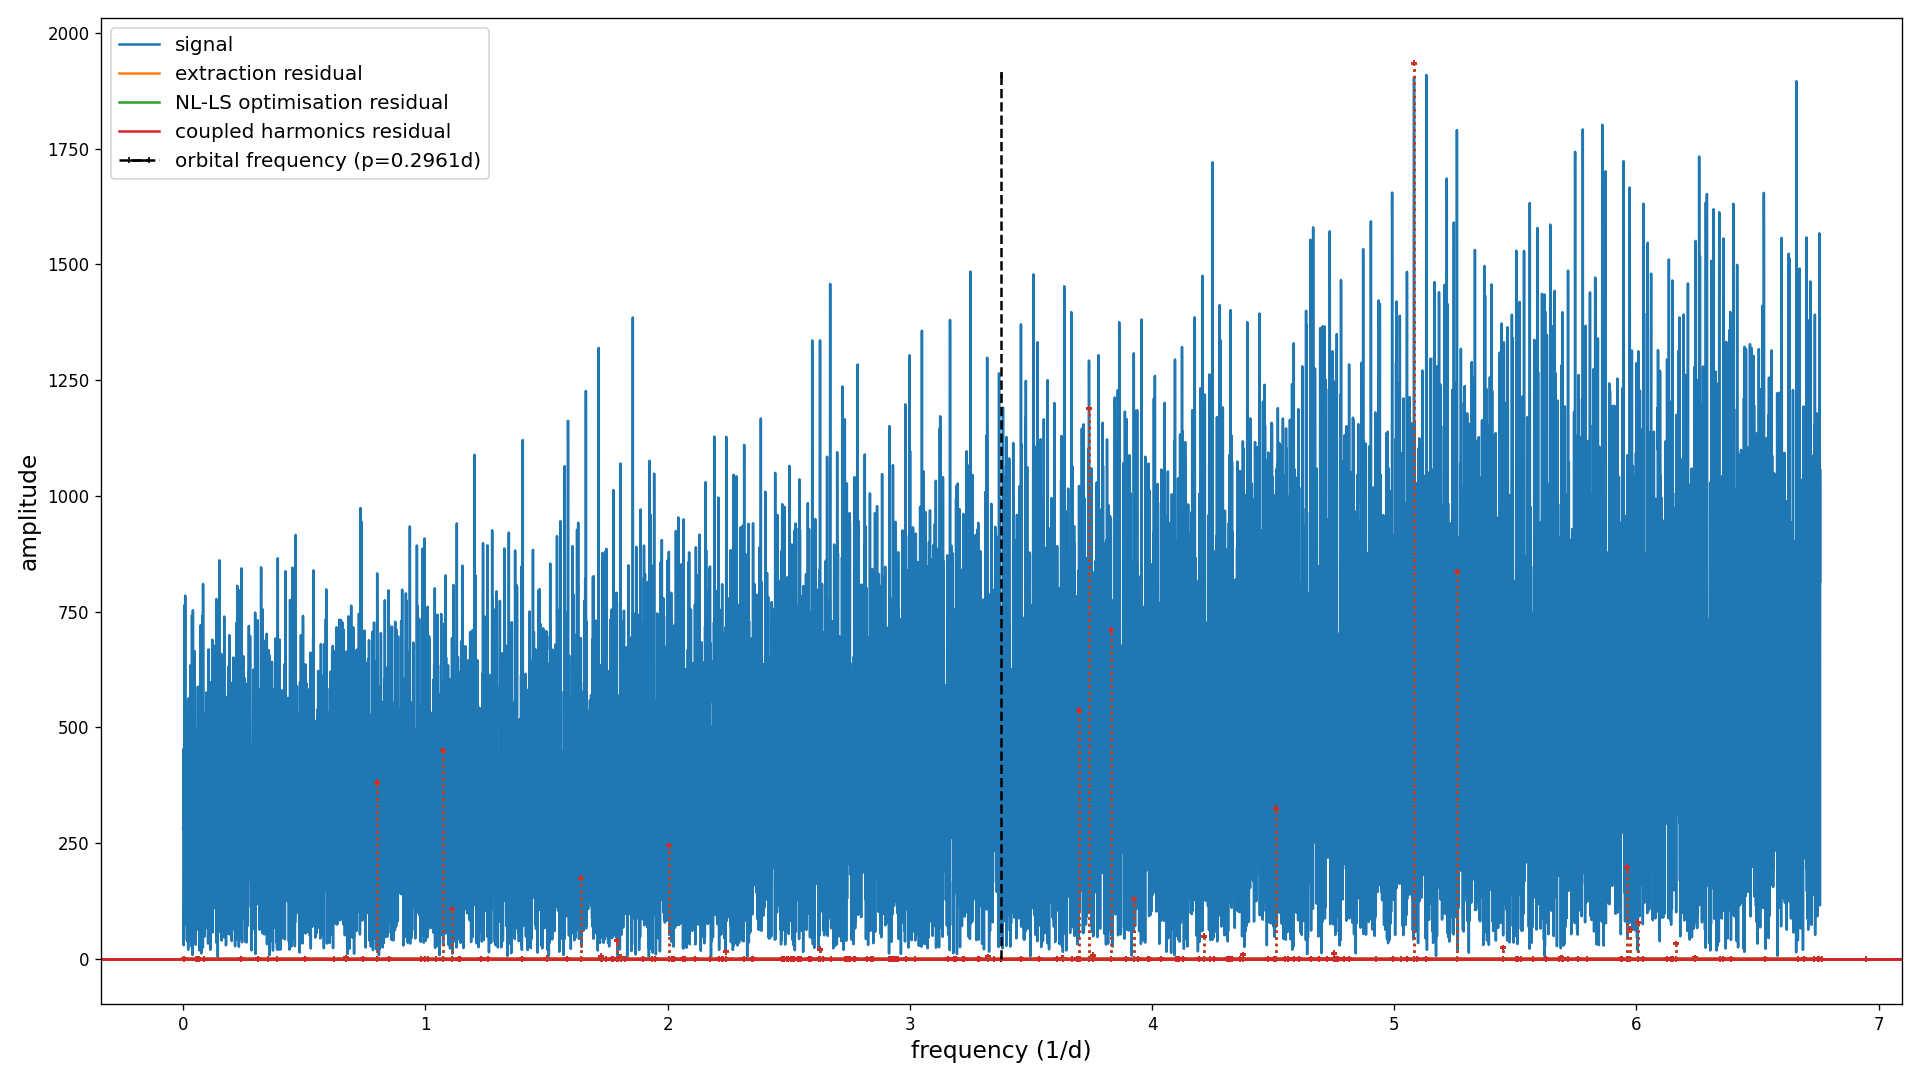 signal
extraction residual
NL-LS optimisation residual
coupled harmonics residual
orbital frequency (p=0.2961d)
amplitude
2000
1750
1500
1250
1000
750
500
250
0
0 1 2 3 4 5 6 7
frequency (1/d)